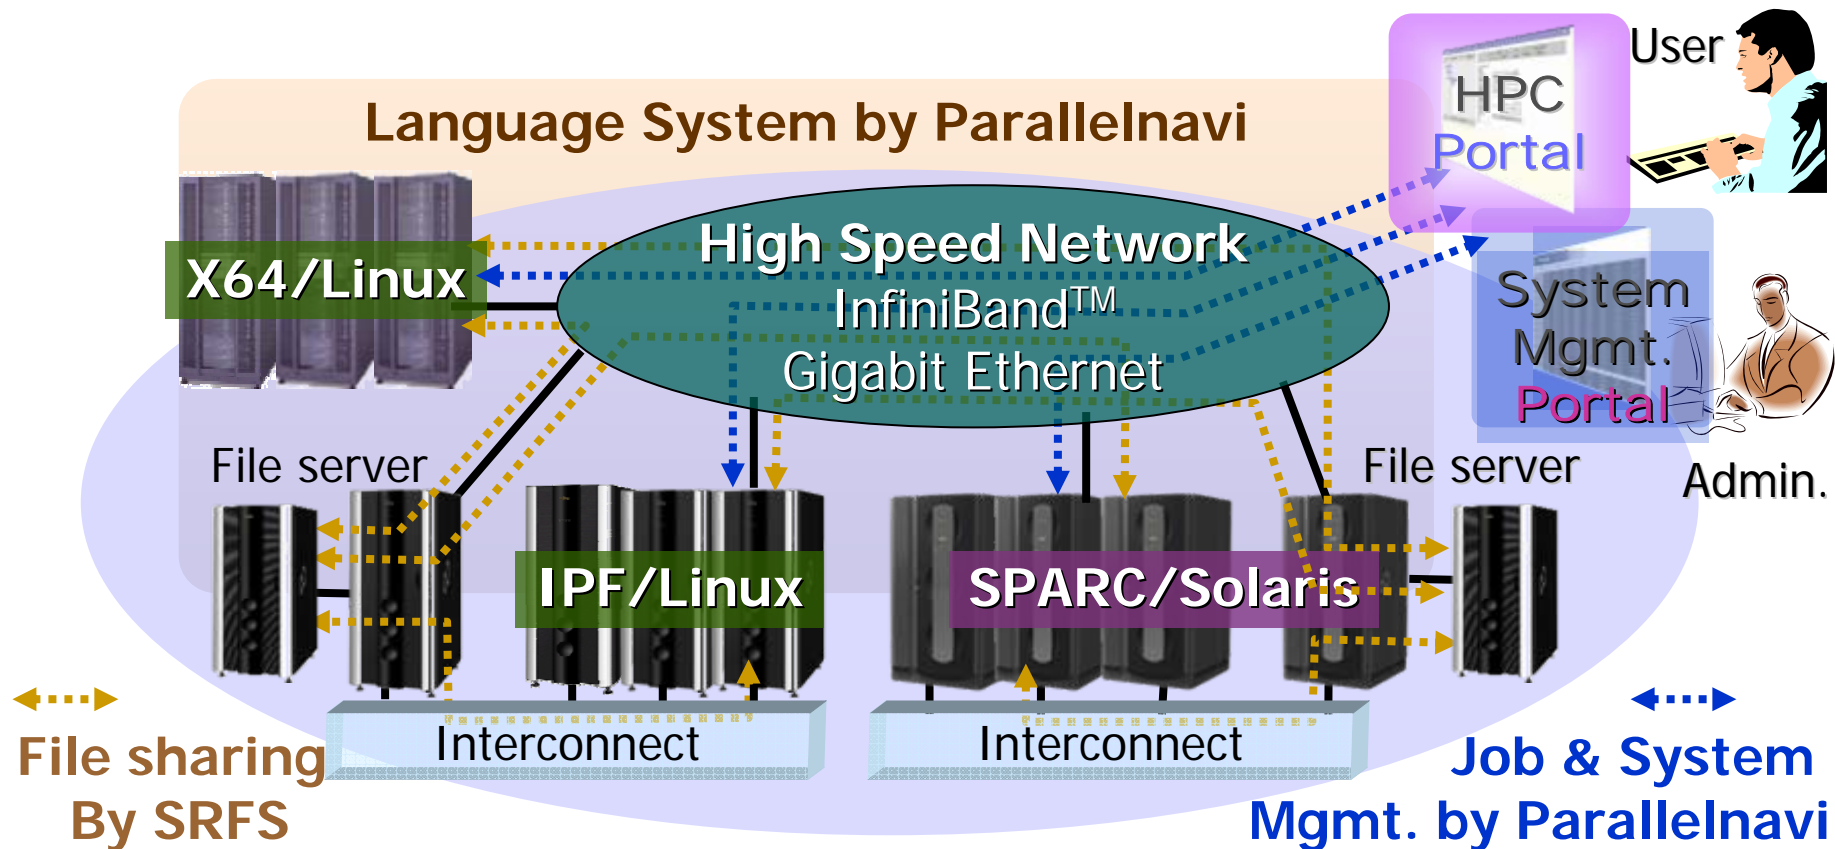 User
HPC
Portal
Language System by Parallelnavi
High Speed Network
X64/Linux
InfiniBand™
Gigabit Ethernet
System
Mgmt.
Portal
File server
File server
Admin.
IPF/Linux
SPARC/Solaris
Interconnect
Interconnect
File sharing
By SRFS
Job & System
Mgmt. by Parallelnavi